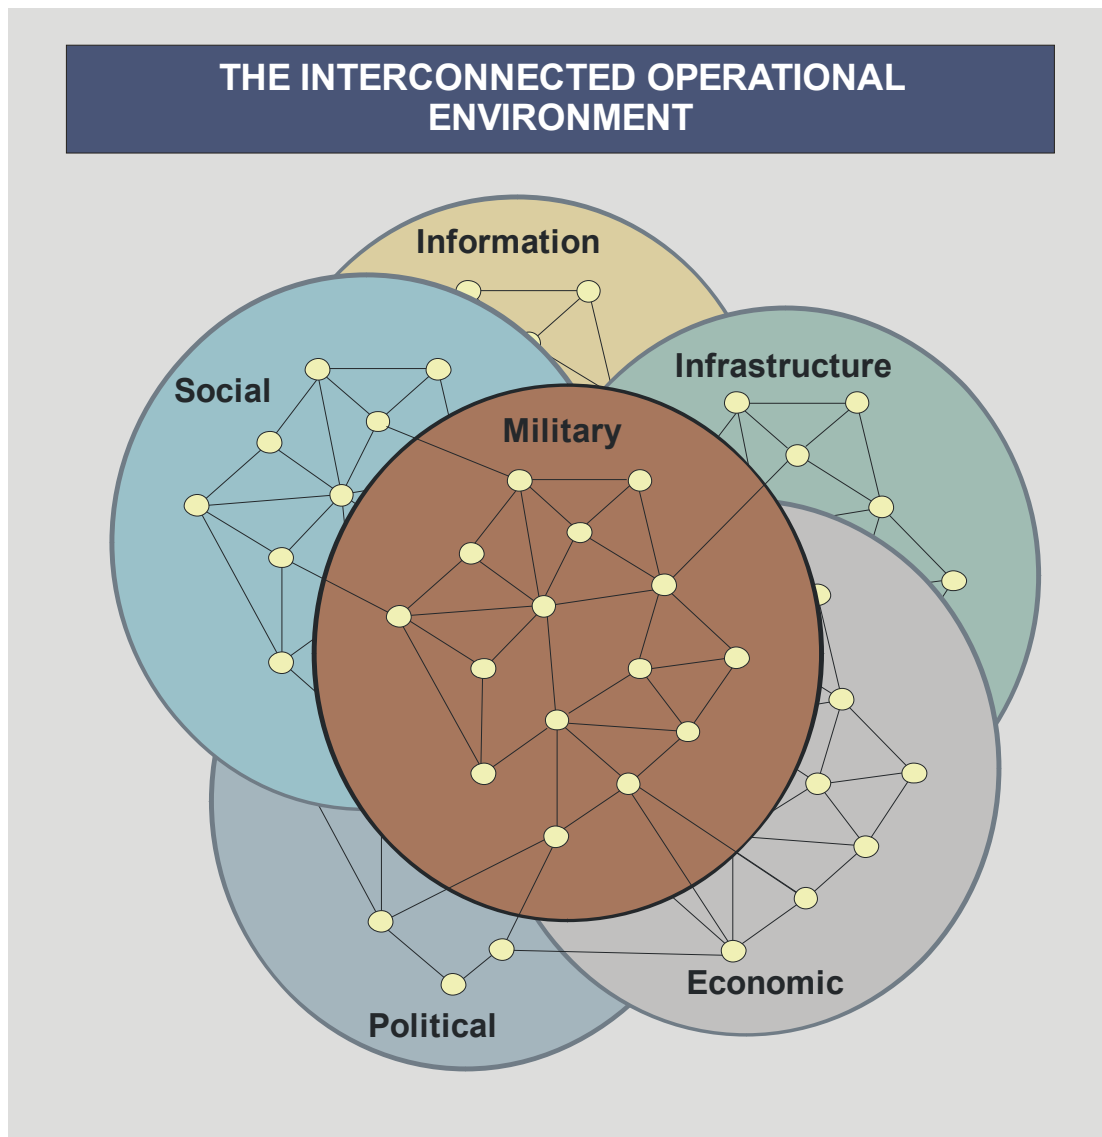 THE INTERCONNECTED OPERATIONAL
ENVIRONMENT
Information
Infrastructure
Social
Military
Economic
Political